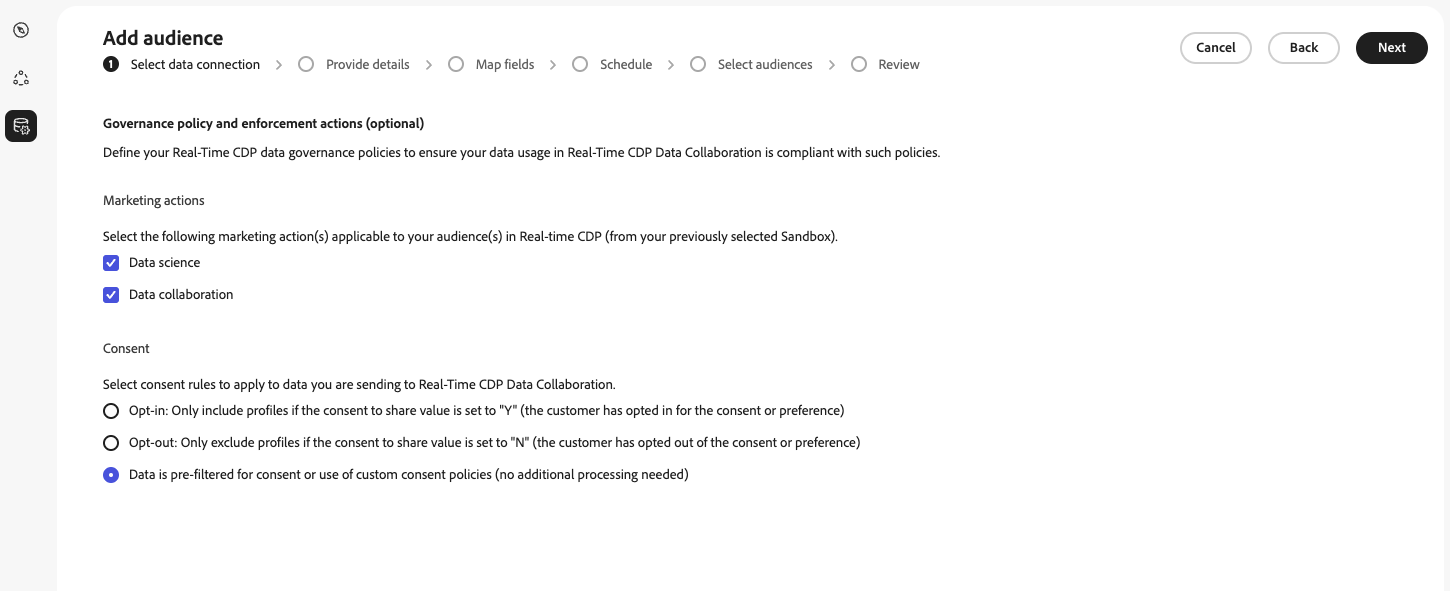 Add audience
Cancel
Back
Next
1 Select data connection > Provide details > Map fields > Schedule > Select audiences > Review
Governance policy and enforcement actions (optional)
Define your Real-Time CDP data governance policies to ensure your data usage in Real-Time CDP Data Collaboration is compliant with such policies.
Marketing actions
Select the following marketing action(s) applicable to your audience(s) in Real-time CDP (from your previously selected Sandbox).
Data science
Data collaboration
Consent
Select consent rules to apply to data you are sending to Real-Time CDP Data Collaboration.
Opt-in: Only include profiles if the consent to share value is set to "Y" (the customer has opted in for the consent or preference)
Opt-out: Only exclude profiles if the consent to share value is set to "N" (the customer has opted out of the consent or preference)
Data is pre-filtered for consent or use of custom consent policies (no additional processing needed)